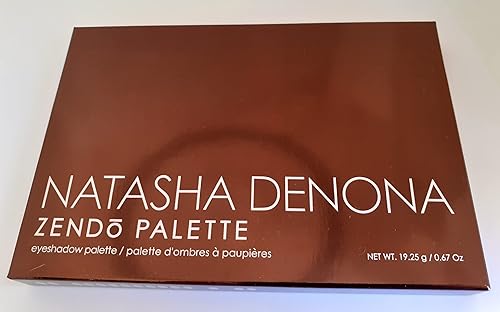 NATASHA DENONA
ZENDŌ PALETTE
eyeshadow palette / palette d'ombres à paupières
NET WT. 19.25 g / 0.67 Oz